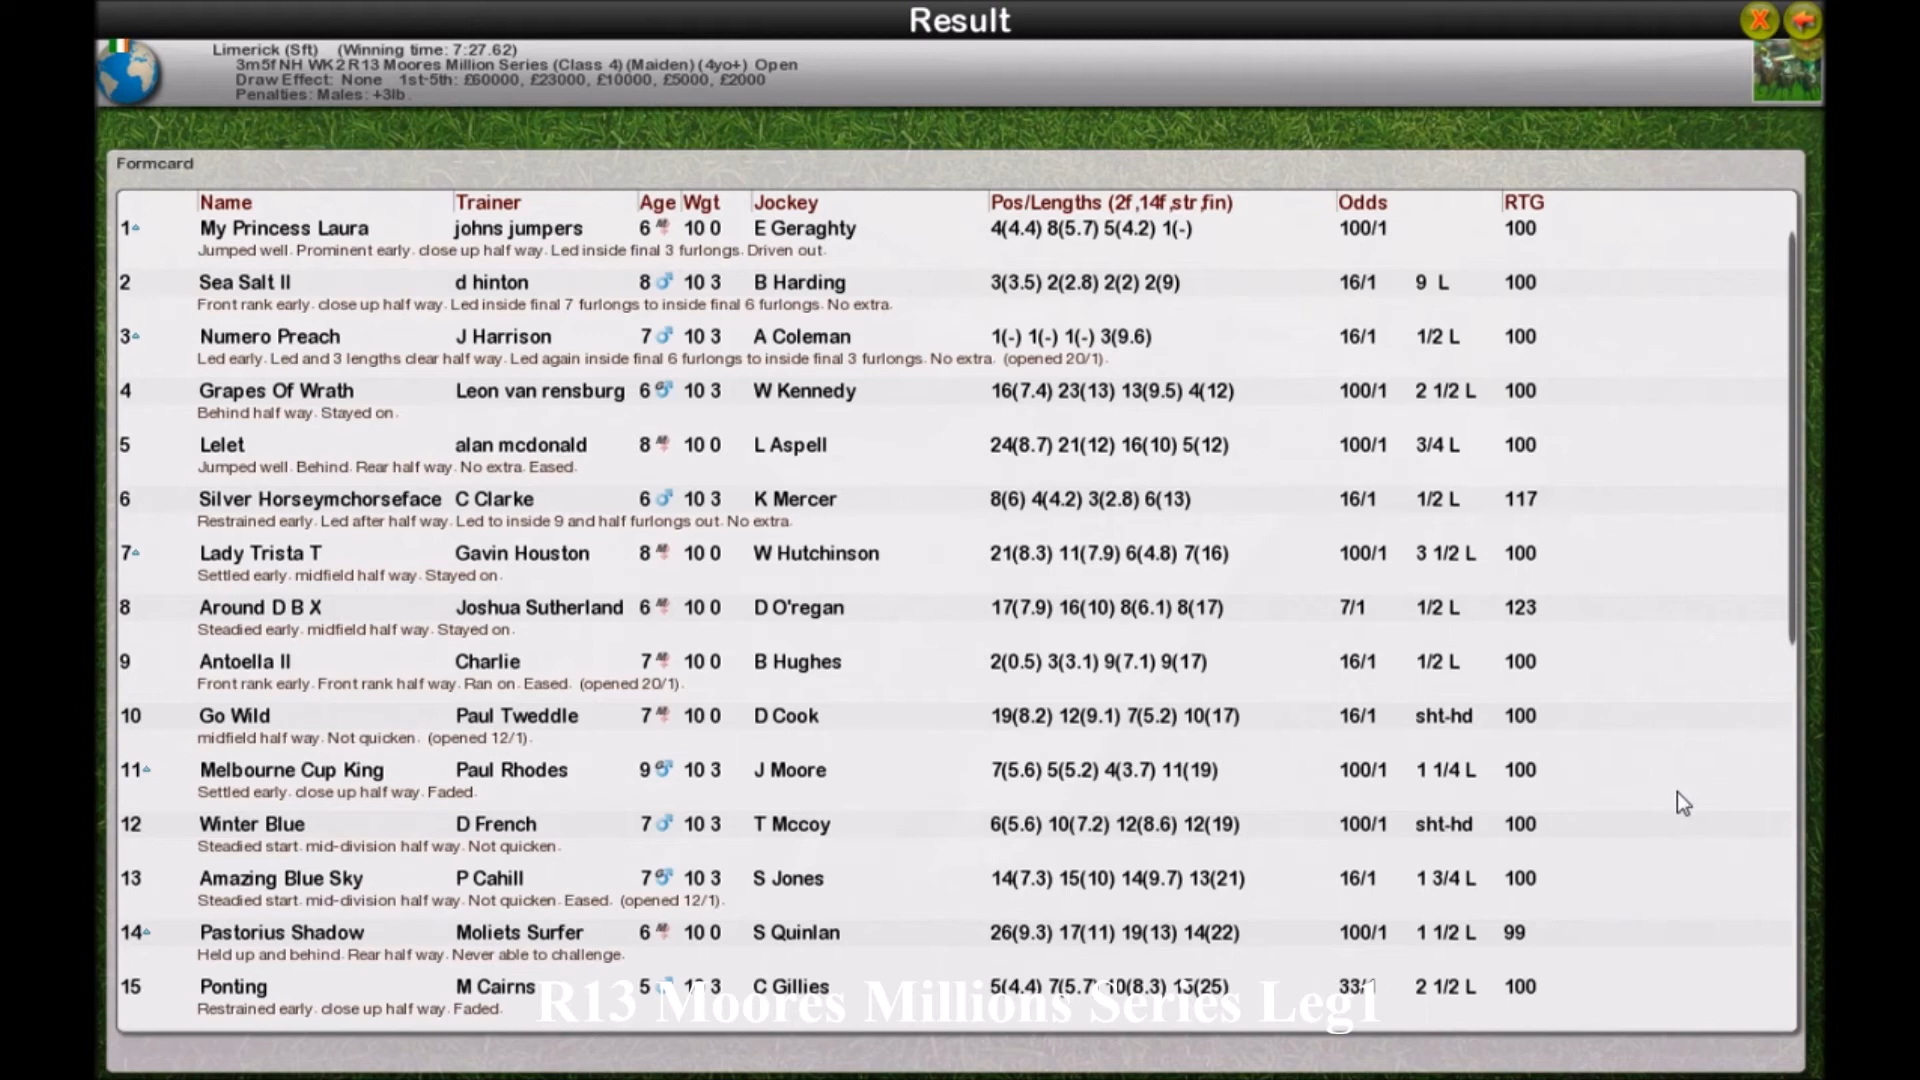 Result
Limerick (Sft) (Winning time: 7:27.62)
3m5f NH WK2 R13 Moores Million Series (Class 4) (Maiden) (4yo+) Open
Draw Effect: None 1st-5th: £60000, £23000, £10000, £5000, £2000
Penalties: Males: +3lb
Formcard
Name Trainer Age Wgt Jockey Pos/Lengths (2f,14f,str,fin) Odds RTG
1 My Princess Laura johns jumpers 6 10 0 E Geraghty 4(4.4) 8(5.7) 5(4.2) 1(-) 100/1 100
Jumped well. Prominent early. close up half way. Led inside final 3 furlongs. Driven out.
2 Sea Salt II d hinton 8 10 3 B Harding 3(3.5) 2(2.8) 2(2) 2(9) 16/1 9 L 100
Front rank early. close up half way. Led inside final 7 furlongs to inside final 6 furlongs. No extra.
3 Numero Preach J Harrison 7 10 3 A Coleman 1(-) 1(-) 1(-) 3(9.6) 16/1 1/2 L 100
Led early. Led and 3 lengths clear half way. Led again inside final 6 furlongs to inside final 3 furlongs. No extra. (opened 20/1).
4 Grapes Of Wrath Leon van rensburg 6 10 3 W Kennedy 16(7.4) 23(13) 13(9.5) 4(12) 100/1 2 1/2 L 100
Behind half way. Stayed on.
5 Lelet alan mcdonald 8 10 0 L Aspell 24(8.7) 21(12) 16(10) 5(12) 100/1 3/4 L 100
Jumped well. Behind. Rear half way. No extra. Eased.
6 Silver Horseymchorseface C Clarke 6 10 3 K Mercer 8(6) 4(4.2) 3(2.8) 6(13) 16/1 1/2 L 117
Restrained early. Led after half way. Led to inside 9 and half furlongs out. No extra.
7 Lady Trista T Gavin Houston 8 10 0 W Hutchinson 21(8.3) 11(7.9) 6(4.8) 7(16) 100/1 3 1/2 L 100
Settled early. midfield half way. Stayed on.
8 Around D B X Joshua Sutherland 6 10 0 D O'regan 17(7.9) 16(10) 8(6.1) 8(17) 7/1 1/2 L 123
Steadied early. midfield half way. Stayed on.
9 Antoella II Charlie 7 10 0 B Hughes 2(0.5) 3(3.1) 9(7.1) 9(17) 16/1 1/2 L 100
Front rank early. Front rank half way. Ran on. Eased. (opened 20/1).
10 Go Wild Paul Tweddle 7 10 0 D Cook 19(8.2) 12(9.1) 7(5.2) 10(17) 16/1 sht-hd 100
midfield half way. Not quicken. (opened 12/1).
11 Melbourne Cup King Paul Rhodes 9 10 3 J Moore 7(5.6) 5(5.2) 4(3.7) 11(19) 100/1 1 1/4 L 100
Settled early. close up half way. Faded.
12 Winter Blue D French 7 10 3 T Mccoy 6(5.6) 10(7.2) 12(8.6) 12(19) 100/1 sht-hd 100
Steadied start. mid-division half way. Not quicken.
13 Amazing Blue Sky P Cahill 7 10 3 S Jones 14(7.3) 15(10) 14(9.7) 13(21) 16/1 1 3/4 L 100
Steadied start. mid-division half way. Not quicken. Eased. (opened 12/1).
14 Pastorius Shadow Moliets Surfer 6 10 0 S Quinlan 26(9.3) 17(11) 19(13) 14(22) 100/1 1 1/2 L 99
Held up and behind. Rear half way. Never able to challenge.
15 Ponting M Cairns 5 10 3 C Gillies 5(4.4) 7(5.7) 10(8.3) 15(25) 33/1 2 1/2 L 100
Restrained early. close up half way. Faded.
R13 Moores Millions Series Leg1